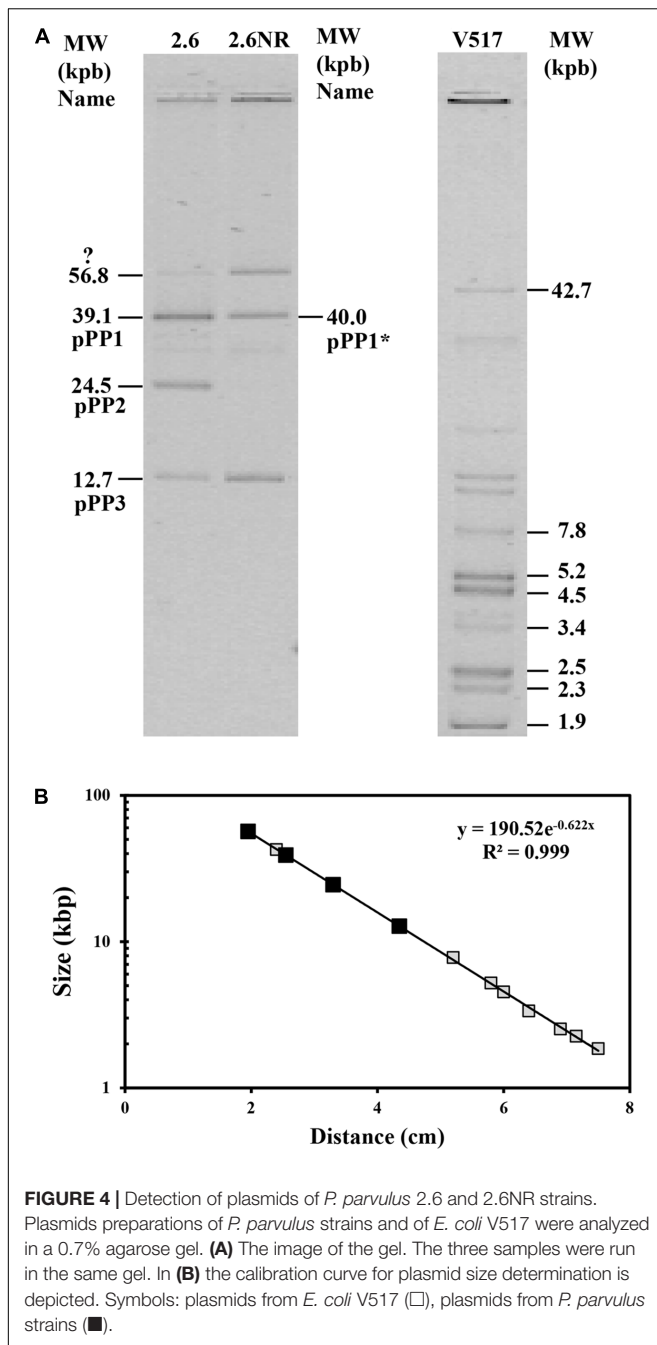 A
MW
(kpb)
Name
2.6 2.6NR
MW
(kpb)
Name
V517
MW
(kpb)
?
56.8
39.1
pPP1
24.5
pPP2
12.7
pPP3
40.0
pPP1*
42.7
7.8
5.2
4.5
3.4
2.5
2.3
1.9
B
100
10
1
Size (kbp)
y = 190.52e^-0.622x
R² = 0.999
0 2 4 6 8
Distance (cm)
FIGURE 4 | Detection of plasmids of P. parvulus 2.6 and 2.6NR strains.
Plasmids preparations of P. parvulus strains and of E. coli V517 were analyzed
in a 0.7% agarose gel. (A) The image of the gel. The three samples were run
in the same gel. In (B) the calibration curve for plasmid size determination is
depicted. Symbols: plasmids from E. coli V517 (□), plasmids from P. parvulus
strains (■).